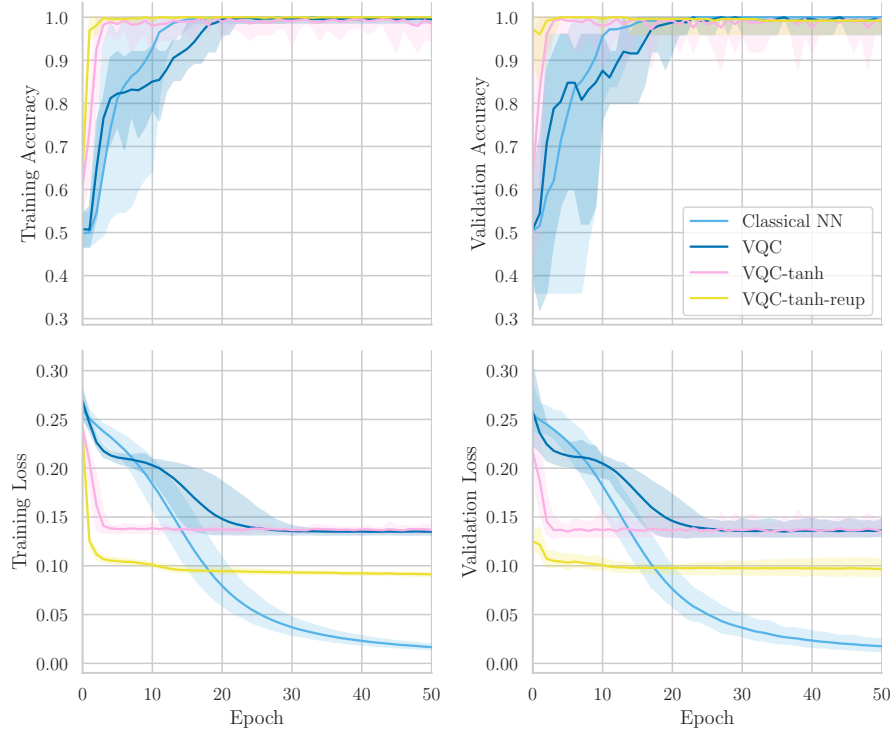 Training Accuracy
1.0
0.9
0.8
0.7
0.6
0.5
0.4
0.3
Validation Accuracy
1.0
0.9
0.8
0.7
0.6
0.5
0.4
0.3
Classical NN
VQC
VQC-tanh
VQC-tanh-reup
Training Loss
0.30
0.25
0.20
0.15
0.10
0.05
0.00
0 10 20 30 40 50
Epoch
Validation Loss
0.30
0.25
0.20
0.15
0.10
0.05
0.00
0 10 20 30 40 50
Epoch